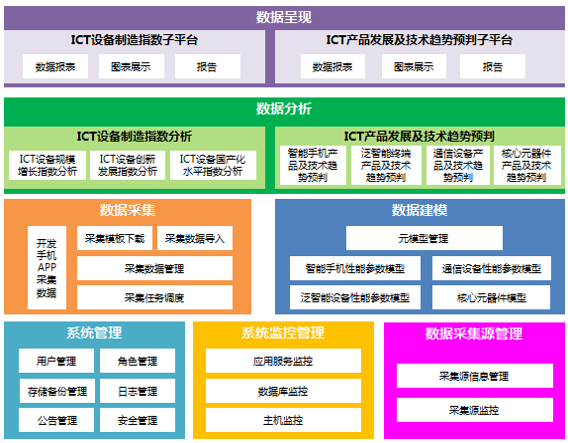 数据呈现
ICT设备制造指数子平台
数据报表
图表展示
报告
ICT产品发展及技术趋势预判子平台
数据报表
图表展示
报告
数据分析
ICT设备制造指数分析
ICT设备规模
增长指数分析
ICT设备创新
发展指数分析
ICT设备国产化
水平指数分析
ICT产品发展及技术趋势预判
智能手机产
品及技术趋
势预判
泛智能终端
产品及技术
趋势预判
通信设备产
品及技术趋
势预判
核心元器件
产品及技术
趋势预判
数据采集
开发
手机
APP
采集
数据
采集模板下载
采集数据导入
采集数据管理
采集任务调度
数据建模
元模型管理
智能手机性能参数模型
通信设备性能参数模型
泛智能设备性能参数模型
核心元器件模型
系统管理
用户管理
角色管理
存储备份管理
日志管理
公告管理
安全管理
系统监控管理
应用服务监控
数据库监控
主机监控
数据采集源管理
采集源信息管理
采集源监控